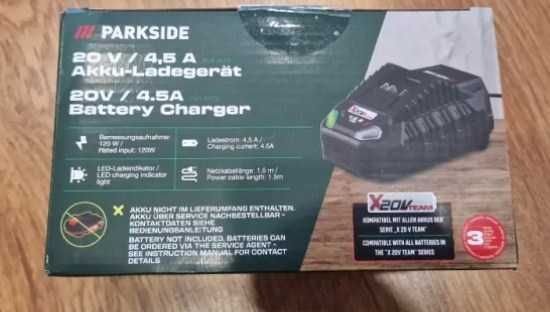 PARKSIDE
20 V / 4,5 A
Akku-Ladegerät
20V / 4.5A
Battery Charger
Bemessungsaufnahme:
120 W /
Rated input: 120W
Ladestrom: 4,5 A /
Charging current: 4.5A
LED-Ladeindikator /
LED charging indicator
light
Netzkabellänge: 1,5 m /
Power cable length: 1.5m
AKKU NICHT IM LIEFERUMFANG ENTHALTEN.
AKKU ÜBER SERVICE NACHBESTELLBAR -
KONTAKTDATEN SIEHE
BEDIENUNGSANLEITUNG
BATTERY NOT INCLUDED. BATTERY CAN
BE ORDERED VIA THE SERVICE AGENT -
SEE INSTRUCTION MANUAL FOR CONTACT
DETAILS
X20V TEAM
KOMPATIBEL MIT ALLEN AKKUS DER
SERIE „X 20 V TEAM"
COMPATIBLE WITH ALL BATTERIES
IN THE "X 20V TEAM" SERIES
3